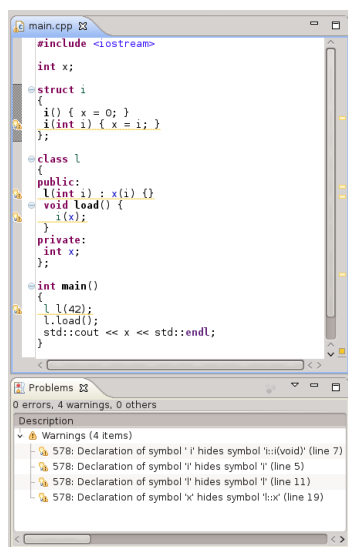 main.cpp
#include <iostream>
int x;
struct i
{
i() { x = 0; }
i(int i) { x = i; }
};
class l
{
public:
l(int i) : x(i) {}
void load() {
i(x);
}
private:
int x;
};
int main()
{
l l(42);
l.load();
std::cout << x << std::endl;
}
Problems
0 errors, 4 warnings, 0 others
Description
Warnings (4 items)
578: Declaration of symbol ' i' hides symbol 'i::i(void)' (line 7)
578: Declaration of symbol 'i' hides symbol 'i' (line 5)
578: Declaration of symbol 'l' hides symbol 'l' (line 11)
578: Declaration of symbol 'x' hides symbol 'l::x' (line 19)